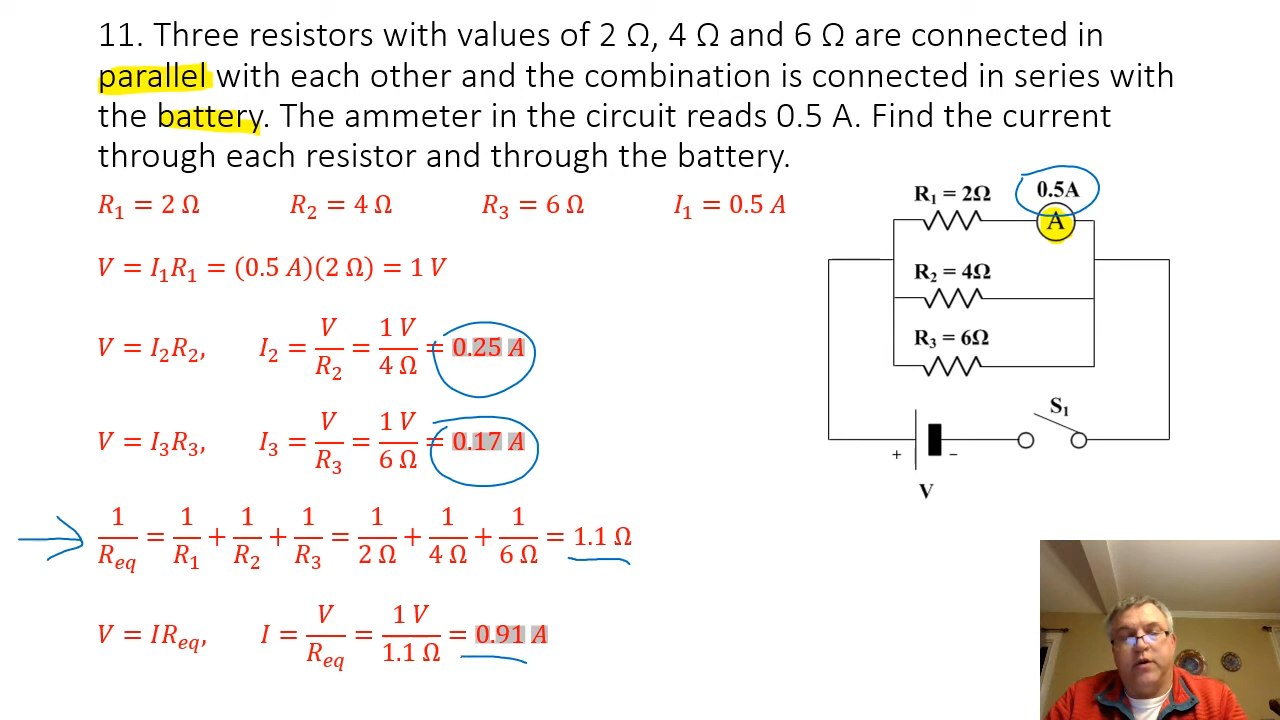 11. Three resistors with values of 2 Ω, 4 Ω and 6 Ω are connected in
parallel with each other and the combination is connected in series with
the battery. The ammeter in the circuit reads 0.5 A. Find the current
through each resistor and through the battery.
R₁ = 2 Ω R₂ = 4 Ω R₃ = 6 Ω I₁ = 0.5 A
V = I₁R₁ = (0.5 A)(2 Ω) = 1 V
V = I₂R₂, I₂ = V/R₂ = 1 V/4 Ω = 0.25 A
V = I₃R₃, I₃ = V/R₃ = 1 V/6 Ω = 0.17 A
1/R_eq = 1/R₁ + 1/R₂ + 1/R₃ = 1/2 Ω + 1/4 Ω + 1/6 Ω = 1.1 Ω
V = IR_eq, I = V/R_eq = 1 V/1.1 Ω = 0.91 A
R₁ = 2Ω 0.5A
A
R₂ = 4Ω
R₃ = 6Ω
S₁
+ −
V